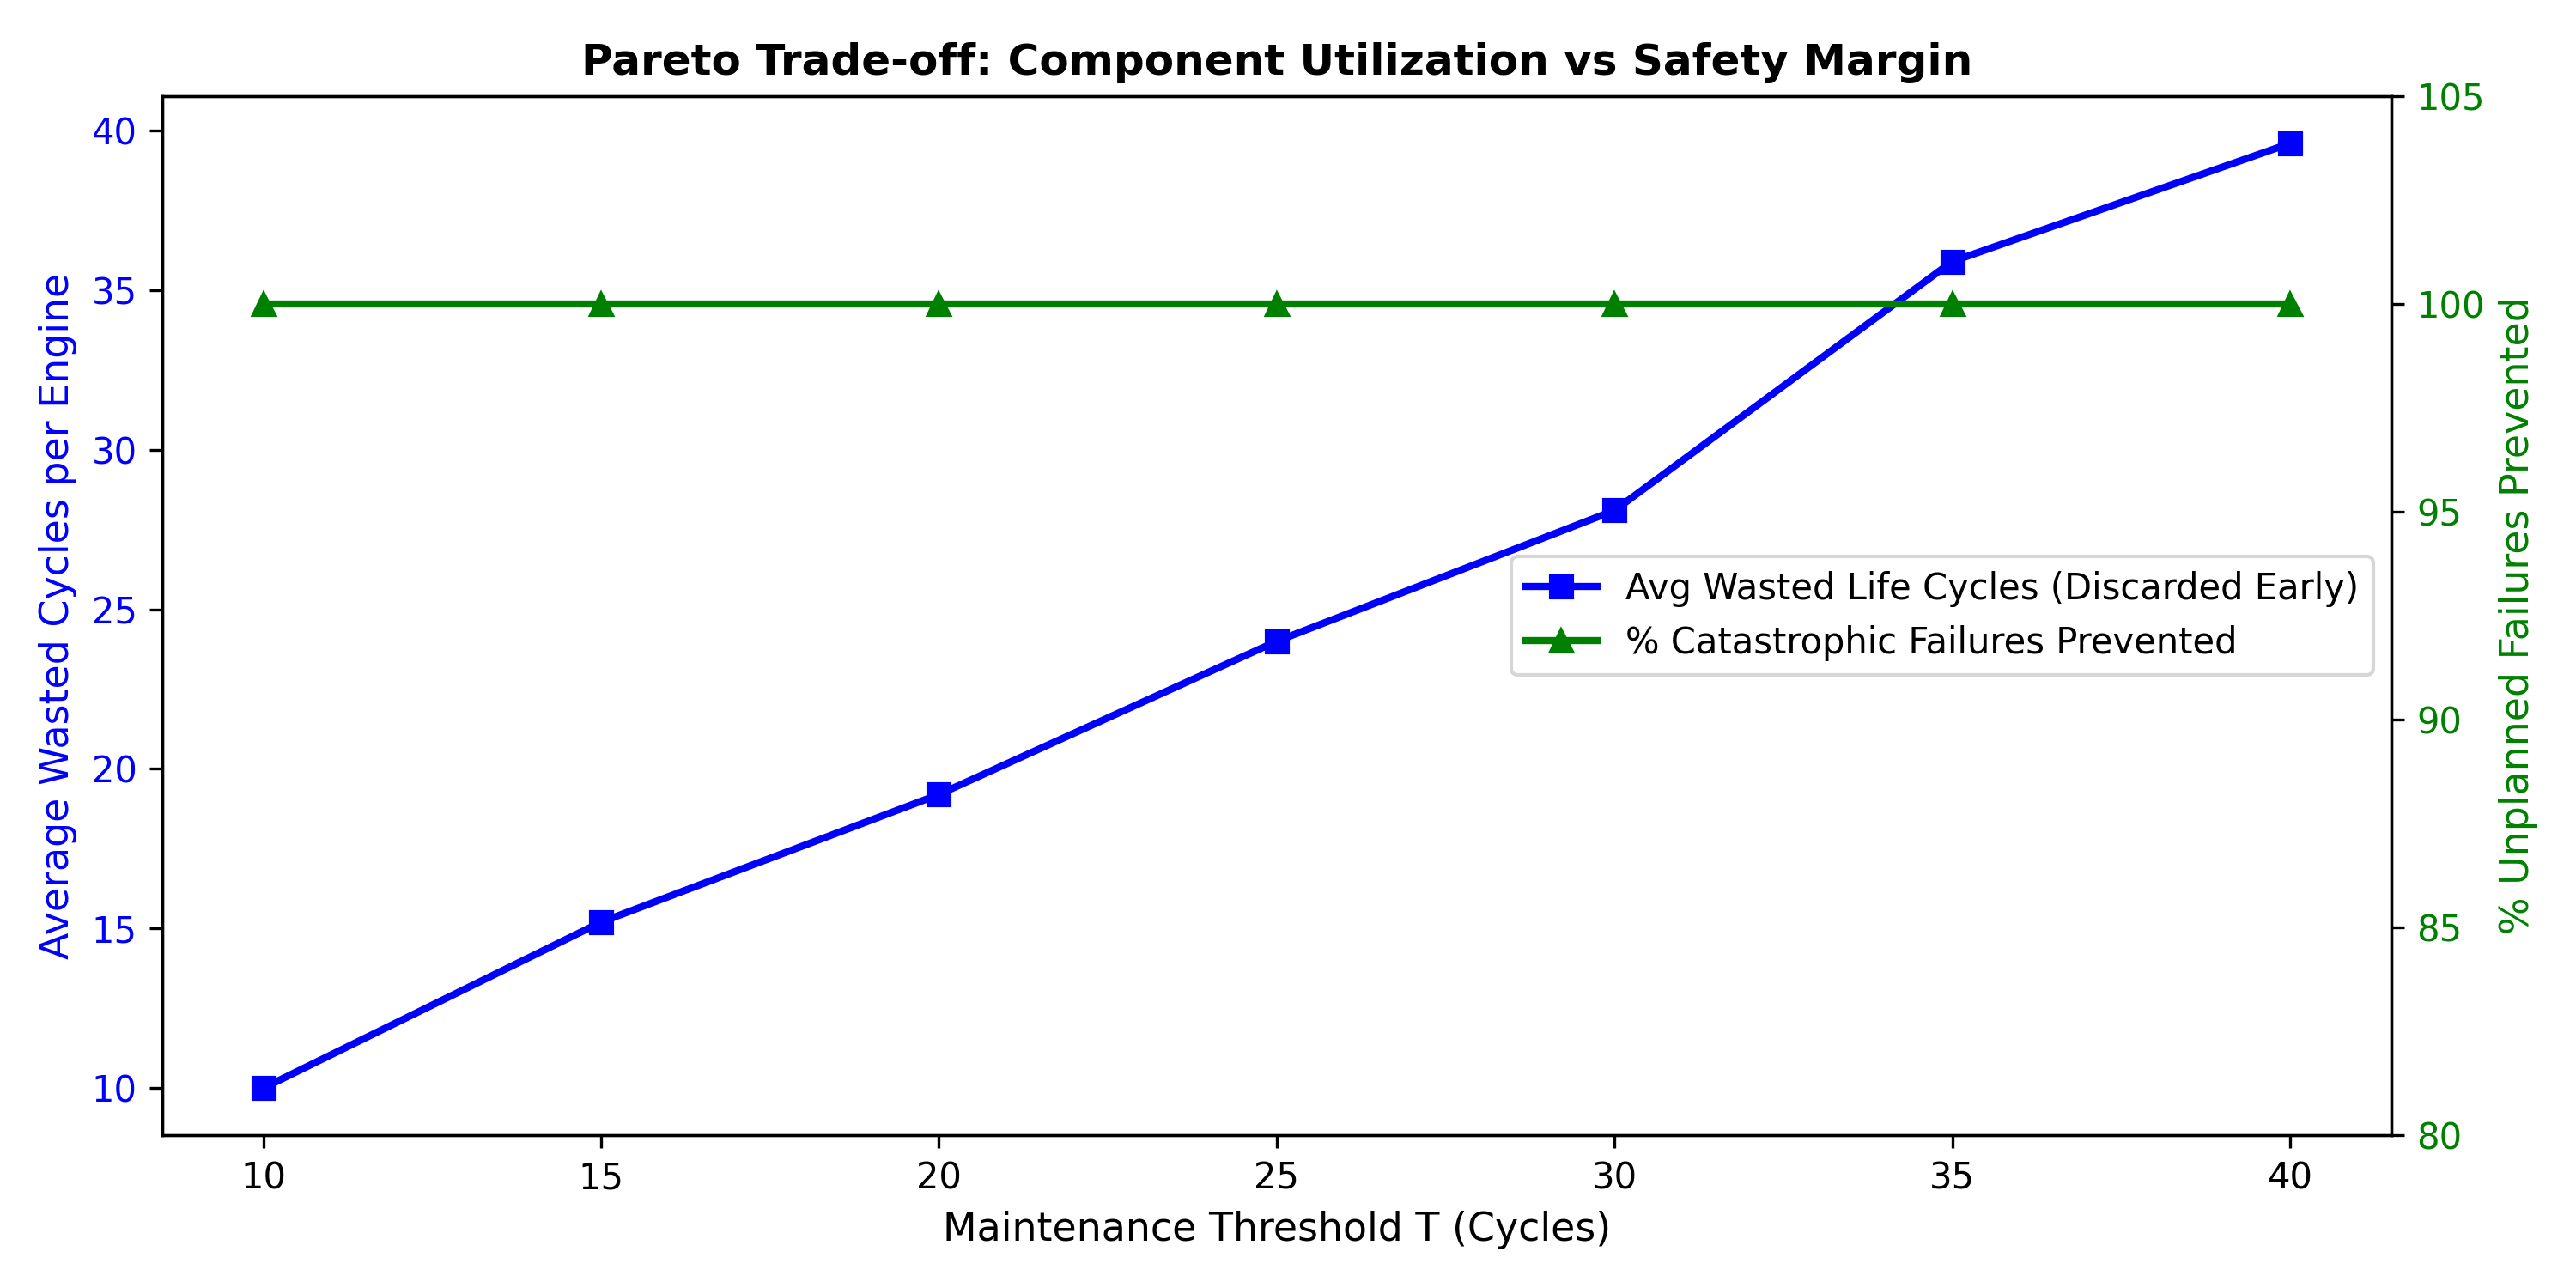 Pareto Trade-off: Component Utilization vs Safety Margin
Average Wasted Cycles per Engine
40
35
30
25
20
15
10
105
100
95
90
85
80
% Unplanned Failures Prevented
Avg Wasted Life Cycles (Discarded Early)
% Catastrophic Failures Prevented
10 15 20 25 30 35 40
Maintenance Threshold T (Cycles)